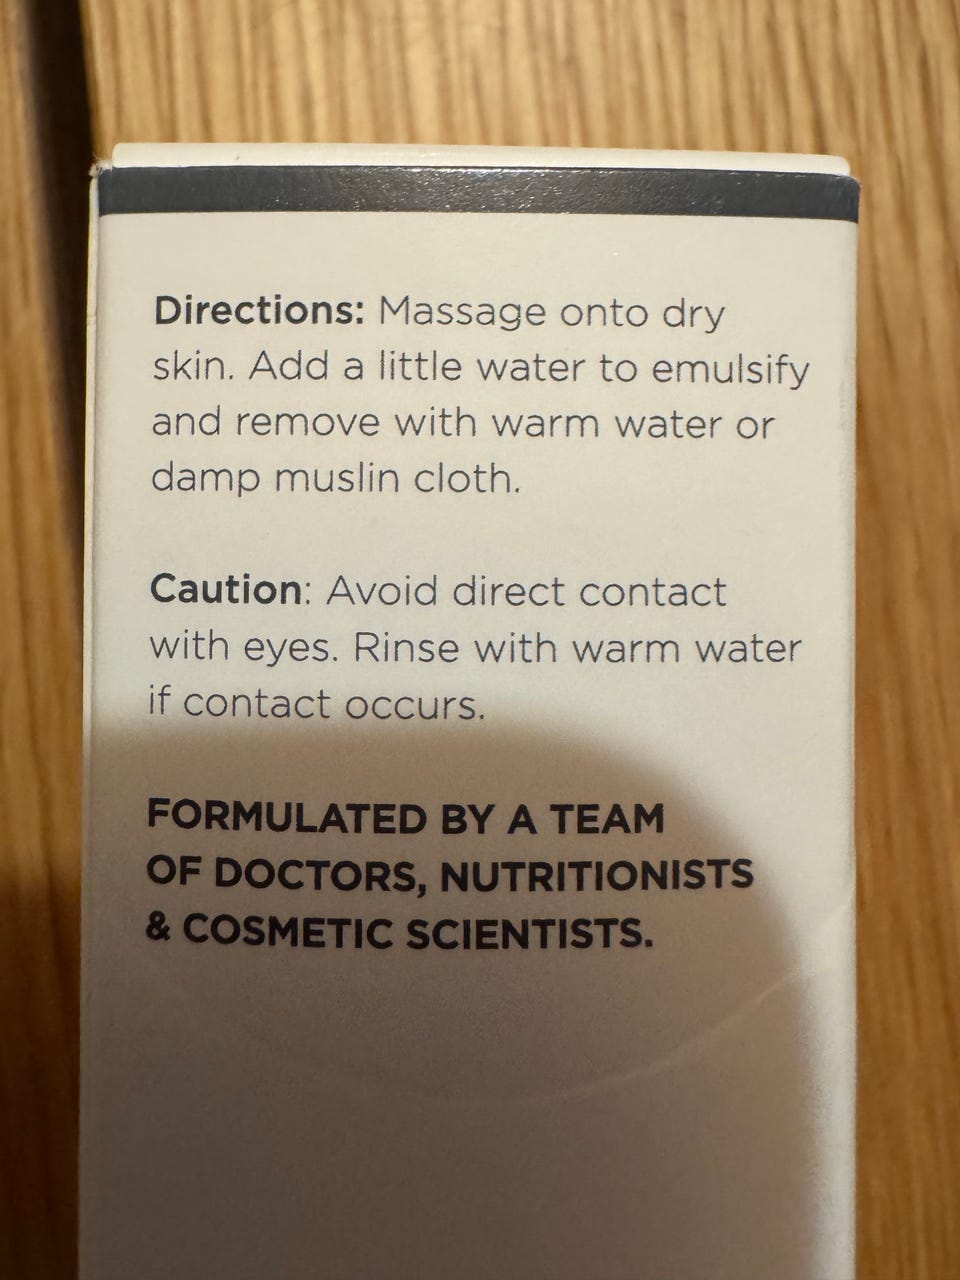 Directions: Massage onto dry
skin. Add a little water to emulsify
and remove with warm water or
damp muslin cloth.
Caution: Avoid direct contact
with eyes. Rinse with warm water
if contact occurs.
FORMULATED BY A TEAM
OF DOCTORS, NUTRITIONISTS
& COSMETIC SCIENTISTS.